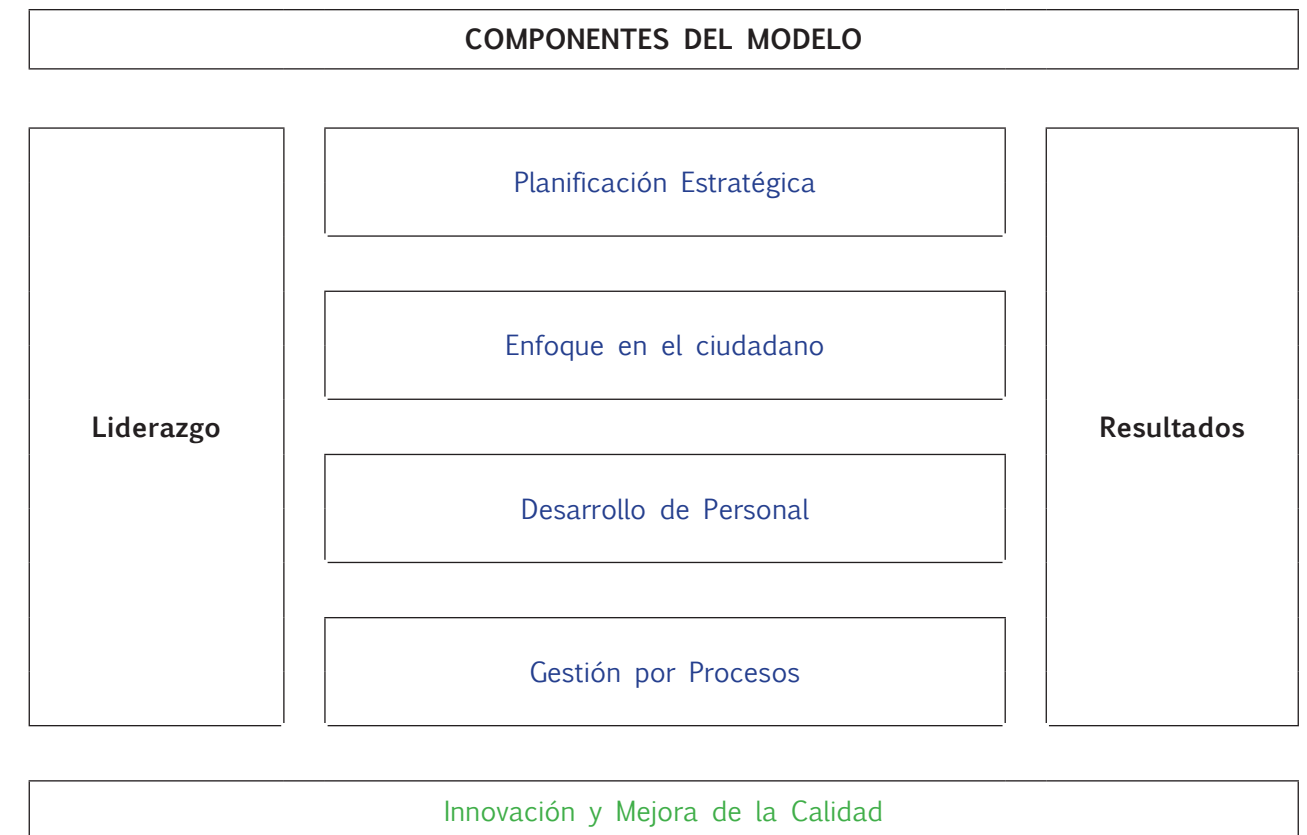 COMPONENTES DEL MODELO
Liderazgo
Planificación Estratégica
Enfoque en el ciudadano
Desarrollo de Personal
Gestión por Procesos
Resultados
Innovación y Mejora de la Calidad